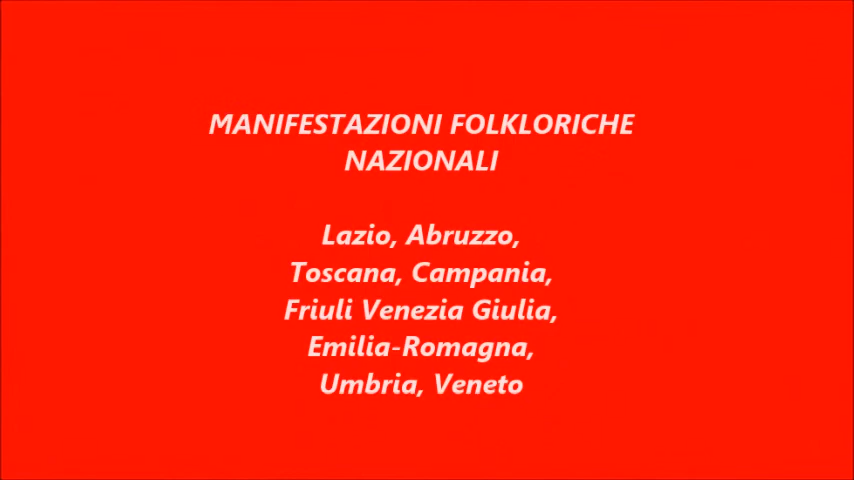 MANIFESTAZIONI FOLKLORICHE
NAZIONALI
Lazio, Abruzzo,
Toscana, Campania,
Friuli Venezia Giulia,
Emilia-Romagna,
Umbria, Veneto